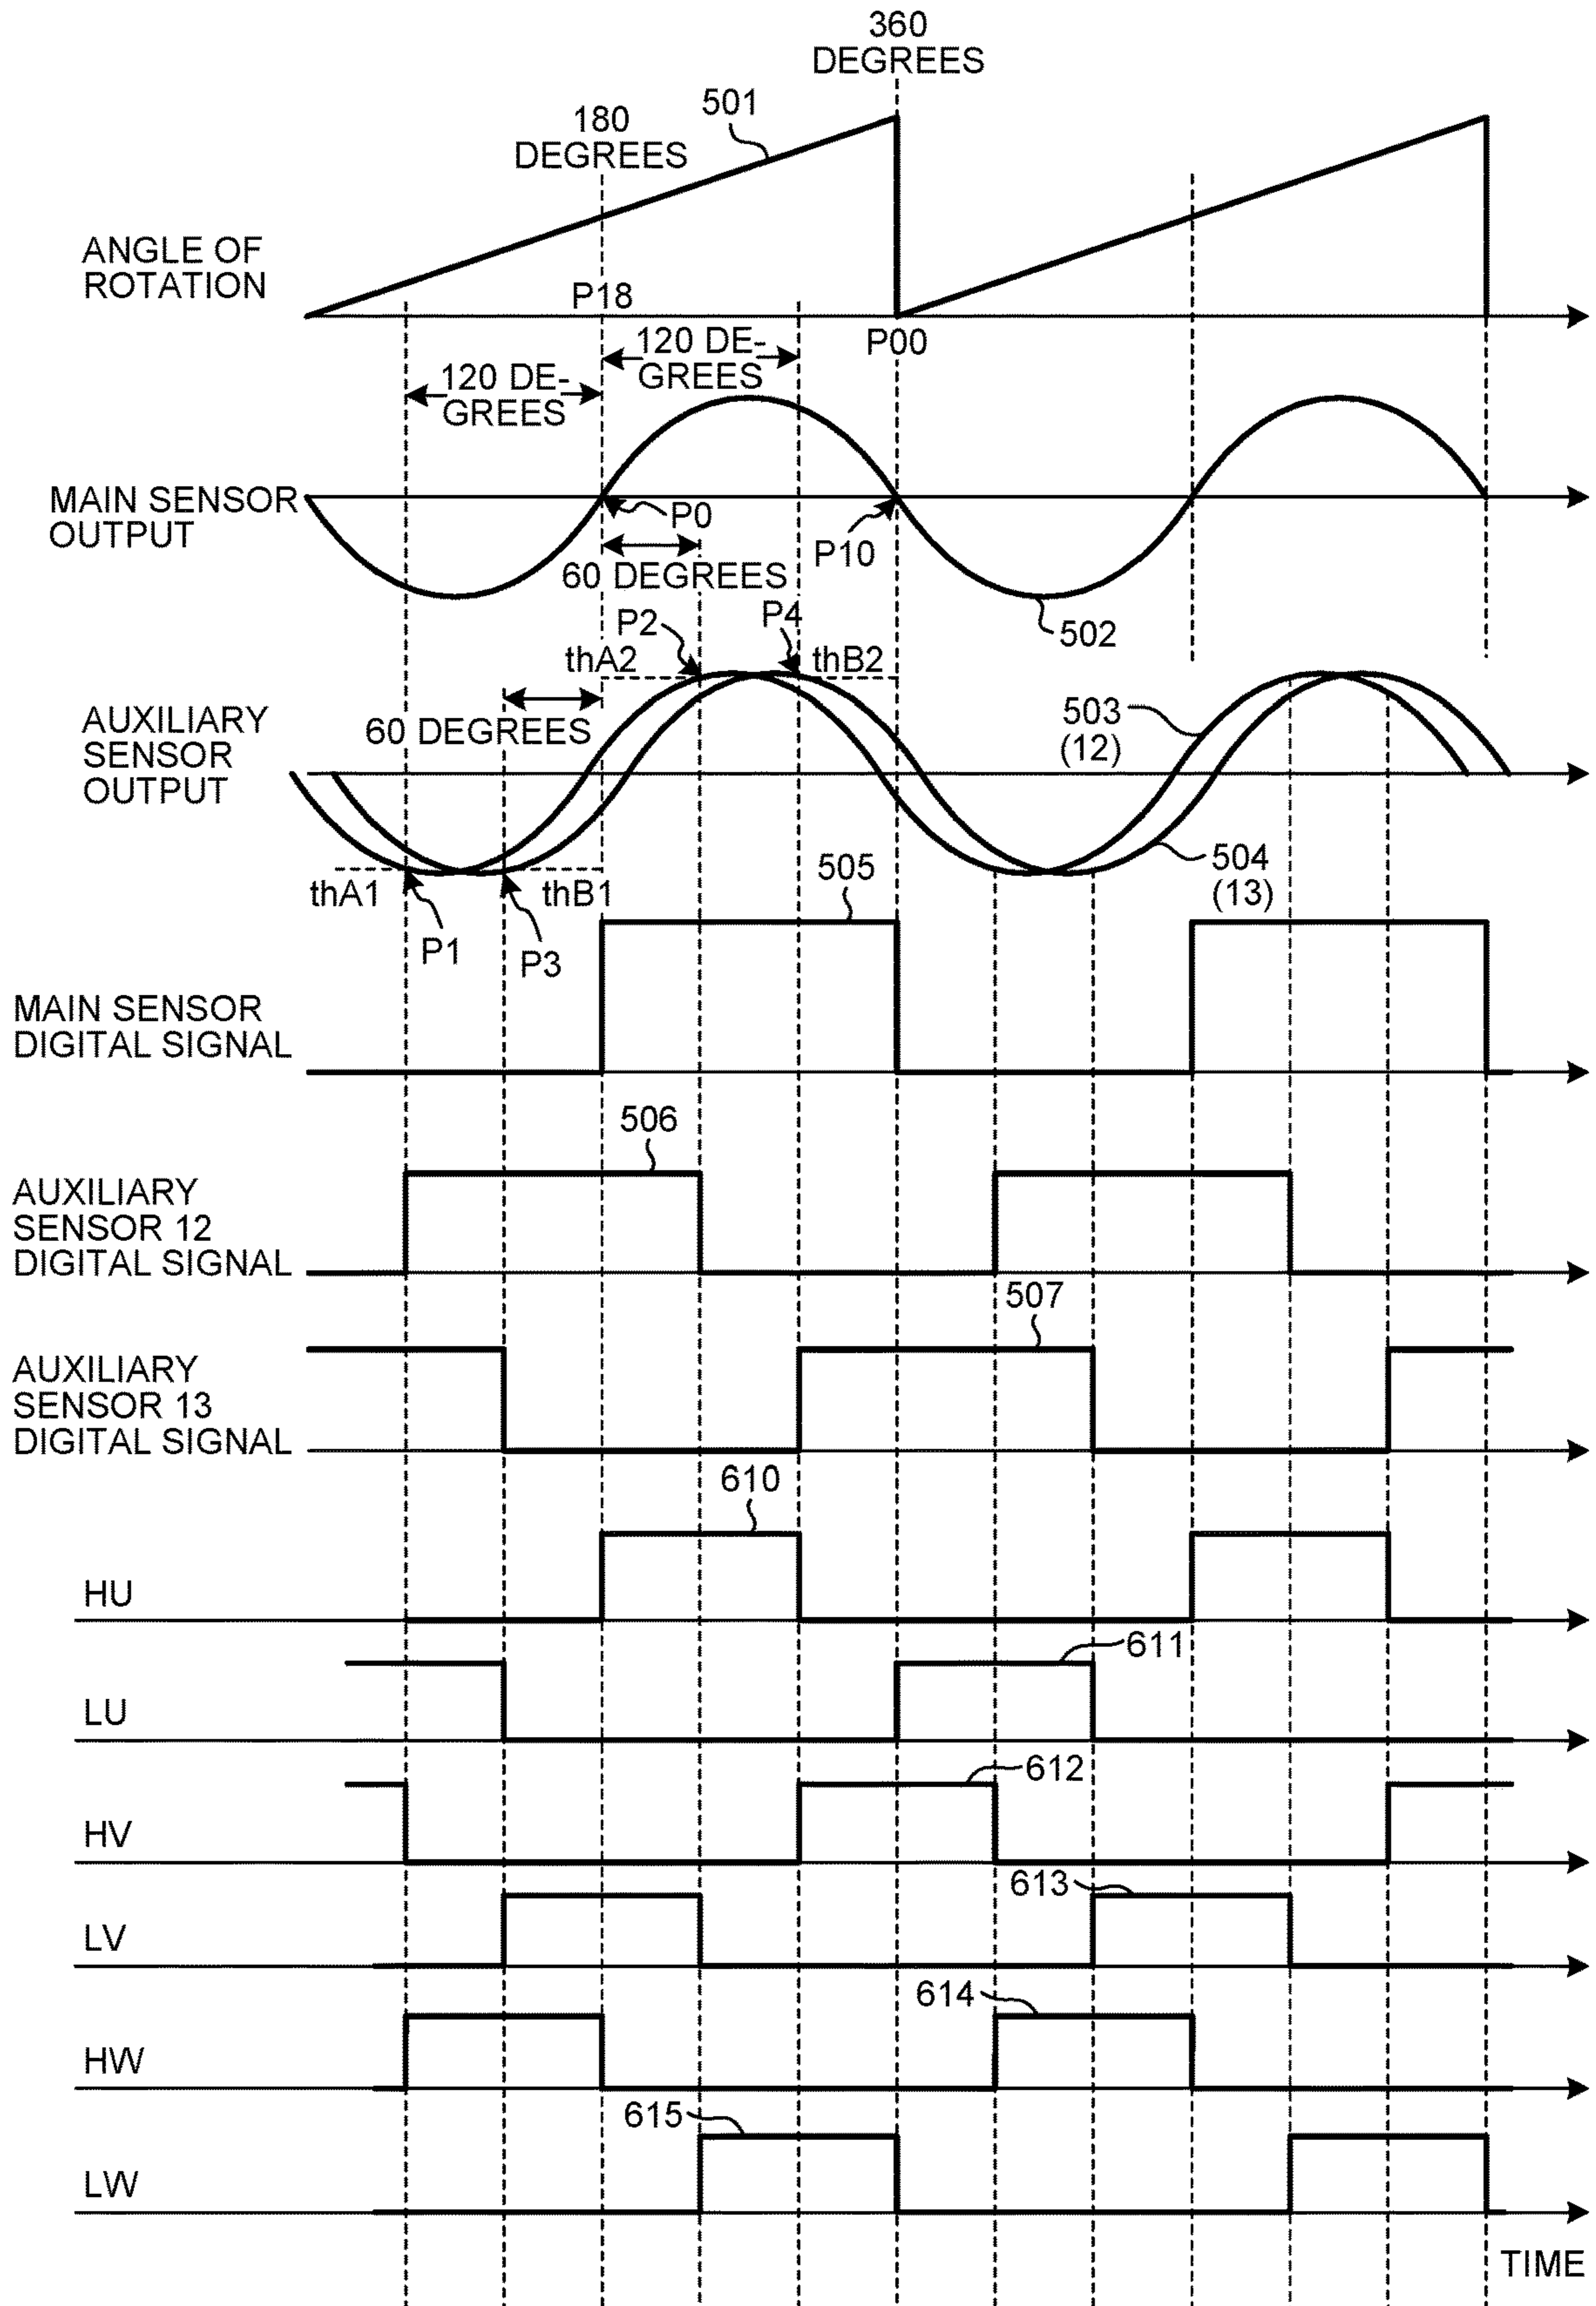 360
DEGREES
180
DEGREES
501
ANGLE OF
ROTATION
P18
P00
120 DE-
GREES
120 DE-
GREES
MAIN SENSOR
OUTPUT
P0
P10
60 DEGREES
502
P2
P4
thA2
thB2
60 DEGREES
AUXILIARY
SENSOR
OUTPUT
503
(12)
504
(13)
thA1
thB1
P1
P3
505
MAIN SENSOR
DIGITAL SIGNAL
506
AUXILIARY
SENSOR 12
DIGITAL SIGNAL
507
AUXILIARY
SENSOR 13
DIGITAL SIGNAL
610
HU
611
LU
612
HV
613
LV
614
HW
615
LW
TIME